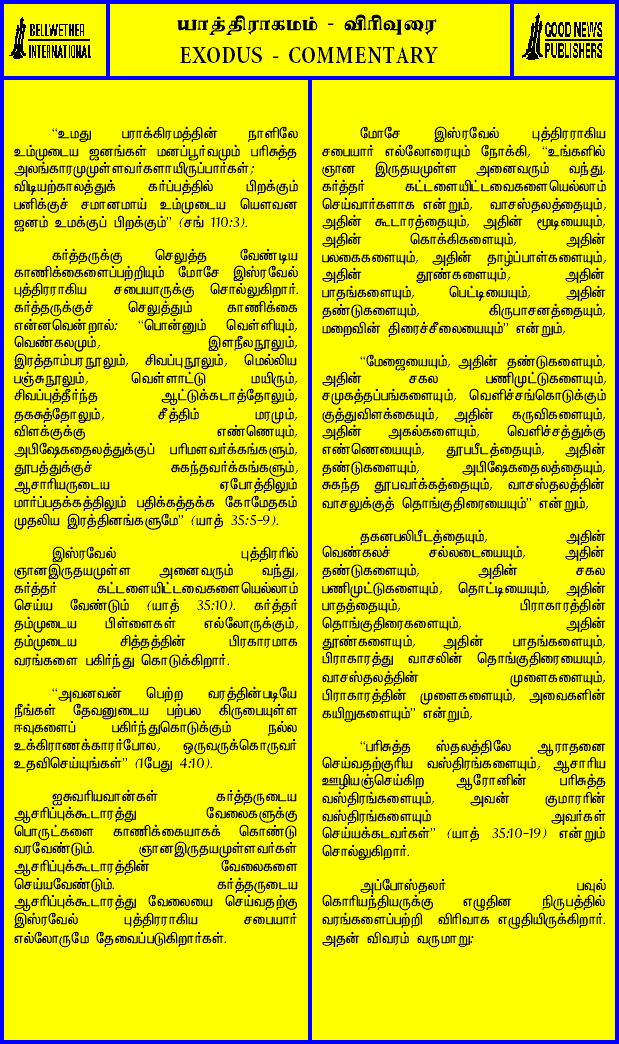 BELLWETHER
INTERNATIONAL
யாத்திராகமம் - விரிவுரை
EXODUS - COMMENTARY
GOOD NEWS
PUBLISHERS
“உமது பராக்கிரமத்தின் நாளிலே
உம்முடைய ஜனங்கள் மனப்பூர்வமும் பரிசுத்த
அலங்காரமுமுள்ளவர்களாயிருப்பார்கள்;
விடியற்காலத்துக் கர்ப்பத்தில் பிறக்கும்
பனிக்குச் சமானமாய் உம்முடைய யௌவன
ஜனம் உமக்குப் பிறக்கும்” (சங் 110:3).
கர்த்தருக்கு செலுத்த வேண்டிய
காணிக்கைளைப்பற்றியும் மோசே இஸ்ரவேல்
புத்திரராகிய சபையாருக்கு சொல்லுகிறார்.
கர்த்தருக்குச் செலுத்தும் காணிக்கை
என்னவென்றால்: “பொன்னும் வெள்ளியும்,
வெண்கலமும், இளநீலநூலும்,
இரத்தாம்பரநூலும், சிவப்புநூலும், மெல்லிய
பஞ்சுநூலும், வெள்ளாட்டு மயிரும்,
சிவப்புத்தீர்ந்த ஆட்டுக்கடாத்தோலும்,
தகசுத்தோலும், சீத்திம் மரமும்,
விளக்குக்கு எண்ணெயும்,
அபிஷேகதைலத்துக்குப் பரிமளவர்க்கங்களும்,
தூபத்துக்குச் சுகந்தவர்க்கங்களும்,
ஆசாரியருடைய ஏபோத்திலும்
மார்ப்பதக்கத்திலும் பதிக்கத்தக்க கோமேதகம்
முதலிய இரத்தினங்களுமே” (யாத் 35:5-9).
இஸ்ரவேல் புத்திரரில்
ஞானஇருதயமுள்ள அனைவரும் வந்து,
கர்த்தர் கட்டளையிட்டவைகளையெல்லாம்
செய்ய வேண்டும் (யாத் 35:10). கர்த்தர்
தம்முடைய பிள்ளைகள் எல்லோருக்கும்,
தம்முடைய சித்தத்தின் பிரகாரமாக
வரங்களை பகிர்ந்து கொடுக்கிறார்.
“அவனவன் பெற்ற வரத்தின்படியே
நீங்கள் தேவனுடைய பற்பல கிருபையுள்ள
ஈவுகளைப் பகிர்ந்துகொடுக்கும் நல்ல
உக்கிராணக்காரர்போல, ஒருவருக்கொருவர்
உதவிசெய்யுங்கள்” (1பேது 4:10).
ஐசுவரியவான்கள் கர்த்தருடைய
ஆசரிப்புக்கூடாரத்து வேலைகளுக்கு
பொருட்களை காணிக்கையாகக் கொண்டு
வரவேண்டும். ஞானஇருதயமுள்ளவர்கள்
ஆசரிப்புக்கூடாரத்தின் வேலைகளை
செய்யவேண்டும். கர்த்தருடைய
ஆசரிப்புக்கூடாரத்து வேலையை செய்வதற்கு
இஸ்ரவேல் புத்திரராகிய சபையார்
எல்லோருமே தேவைப்படுகிறார்கள்.
மோசே இஸ்ரவேல் புத்திரராகிய
சபையார் எல்லோரையும் நோக்கி, “உங்களில்
ஞான இருதயமுள்ள அனைவரும் வந்து,
கர்த்தர் கட்டளையிட்டவைகளையெல்லாம்
செய்வார்களாக என்றும், வாசஸ்தலத்தையும்,
அதின் கூடாரத்தையும், அதின் மூடியையும்,
அதின் கொக்கிகளையும், அதின்
பலகைகளையும், அதின் தாழ்ப்பாள்களையும்,
அதின் தூண்களையும், அதின்
பாதங்களையும், பெட்டியையும், அதின்
தண்டுகளையும், கிருபாசனத்தையும்,
மறைவின் திரைச்சீலையையும்” என்றும்,
“மேஜையையும், அதின் தண்டுகளையும்,
அதின் சகல பணிமுட்டுகளையும்,
சமுகத்தப்பங்களையும், வெளிச்சங்கொடுக்கும்
குத்துவிளக்கையும், அதின் கருவிகளையும்,
அதின் அகல்களையும், வெளிச்சத்துக்கு
எண்ணெயையும், தூபபீடத்தையும், அதின்
தண்டுகளையும், அபிஷேகதைலத்தையும்,
சுகந்த தூபவர்க்கத்தையும், வாசஸ்தலத்தின்
வாசலுக்குத் தொங்குதிரையையும்” என்றும்,
தகனபலிபீடத்தையும், அதின்
வெண்கலச் சல்லடையையும், அதின்
தண்டுகளையும், அதின் சகல
பணிமுட்டுகளையும், தொட்டியையும், அதின்
பாதத்தையும், பிராகாரத்தின்
தொங்குதிரைகளையும், அதின்
தூண்களையும், அதின் பாதங்களையும்,
பிராகாரத்து வாசலின் தொங்குதிரையையும்,
வாசஸ்தலத்தின் முளைகளையும்,
பிராகாரத்தின் முளைகளையும், அவைகளின்
கயிறுகளையும்” என்றும்,
“பரிசுத்த ஸ்தலத்திலே ஆராதனை
செய்வதற்குரிய வஸ்திரங்களையும், ஆசாரிய
ஊழியஞ்செய்கிற ஆரோனின் பரிசுத்த
வஸ்திரங்களையும், அவன் குமாரரின்
வஸ்திரங்களையும் அவர்கள்
செய்யக்கடவர்கள்” (யாத் 35:10-19) என்றும்
சொல்லுகிறார்.
அப்போஸ்தலர் பவுல்
கொரியந்தியருக்கு எழுதின நிருபத்தில்
வரங்களைப்பற்றி விரிவாக எழுதியிருக்கிறார்.
அதன் விவரம் வருமாறு: